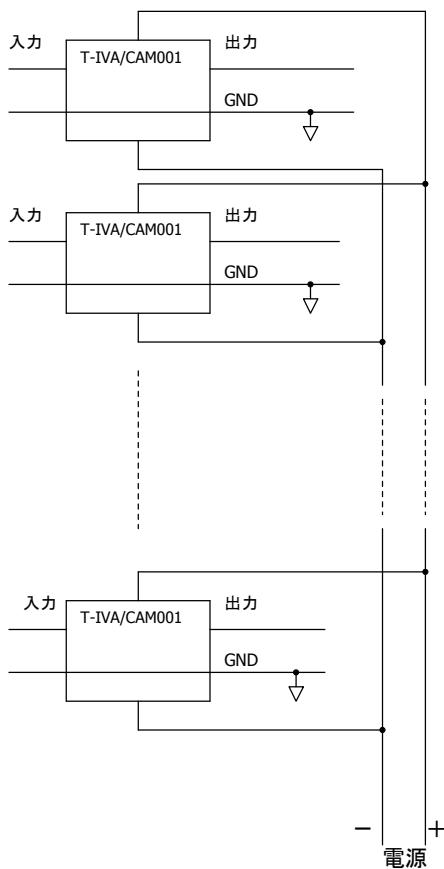 入力
T-IVA/CAM001
出力
GND
入力
T-IVA/CAM001
出力
GND
入力
T-IVA/CAM001
出力
GND
− +
電源